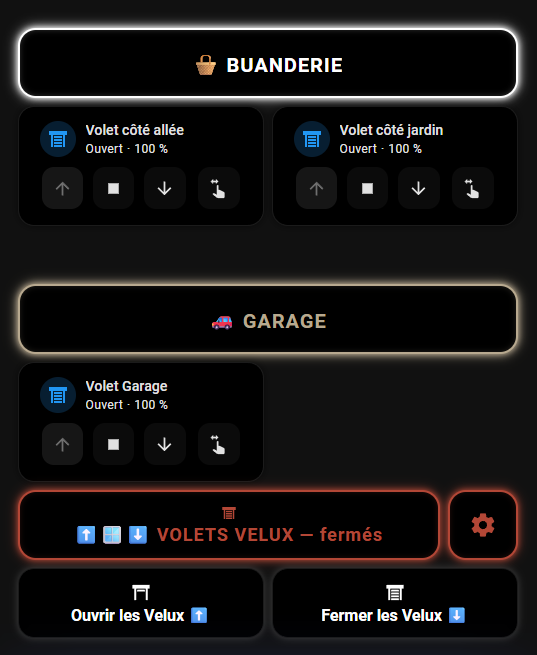 BUANDERIE
Volet côté allée
Ouvert · 100 %
Volet côté jardin
Ouvert · 100 %
GARAGE
Volet Garage
Ouvert · 100 %
VOLETS VELUX — fermés
Ouvrir les Velux
Fermer les Velux